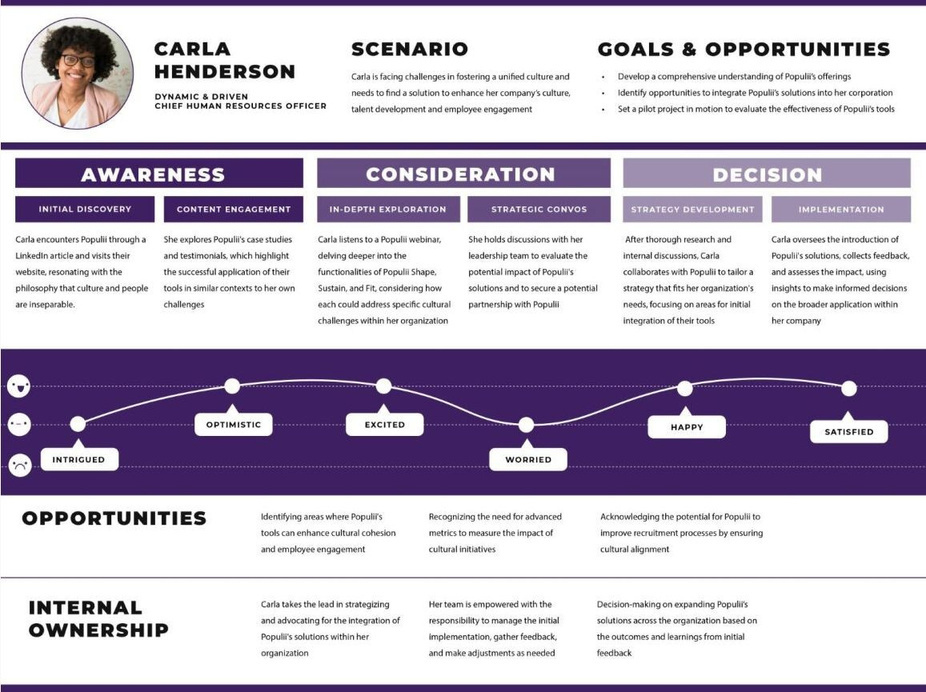 CARLA
HENDERSON
DYNAMIC & DRIVEN
CHIEF HUMAN RESOURCES OFFICER
SCENARIO
Carla is facing challenges in fostering a unified culture and
needs to find a solution to enhance her company's culture,
talent development and employee engagement
GOALS & OPPORTUNITIES
• Develop a comprehensive understanding of Populii's offerings
• Identify opportunities to integrate Populii's solutions into her corporation
• Set a pilot project in motion to evaluate the effectiveness of Populii's tools
AWARENESS
INITIAL DISCOVERY
Carla encounters Populii through a
LinkedIn article and visits their
website, resonating with the
philosophy that culture and people
are inseparable.
CONTENT ENGAGEMENT
She explores Populii's case studies
and testimonials, which highlight
the successful application of their
tools in similar contexts to her own
challenges
CONSIDERATION
IN-DEPTH EXPLORATION
Carla listens to a Populii webinar,
delving deeper into the
functionalities of Populii Shape,
Sustain, and Fit, considering how
each could address specific cultural
challenges within her organization
STRATEGIC CONVOS
She holds discussions with her
leadership team to evaluate the
potential impact of Populii's
solutions and to secure a potential
partnership with Populii
DECISION
STRATEGY DEVELOPMENT
After thorough research and
internal discussions, Carla
collaborates with Populii to tailor a
strategy that fits her organization's
needs, focusing on areas for initial
integration of their tools
IMPLEMENTATION
Carla oversees the introduction of
Populii's solutions, collects feedback,
and assesses the impact, using
insights to make informed decisions
on the broader application within
her company
INTRIGUED
OPTIMISTIC
EXCITED
WORRIED
HAPPY
SATISFIED
OPPORTUNITIES
Identifying areas where Populii's
tools can enhance cultural cohesion
and employee engagement
Recognizing the need for advanced
metrics to measure the impact of
cultural initiatives
Acknowledging the potential for Populii to
improve recruitment processes by ensuring
cultural alignment
INTERNAL
OWNERSHIP
Carla takes the lead in strategizing
and advocating for the integration of
Populii's solutions within her
organization
Her team is empowered with the
responsibility to manage the initial
implementation, gather feedback,
and make adjustments as needed
Decision-making on expanding Populii's
solutions across the organization based on
the outcomes and learnings from initial
feedback